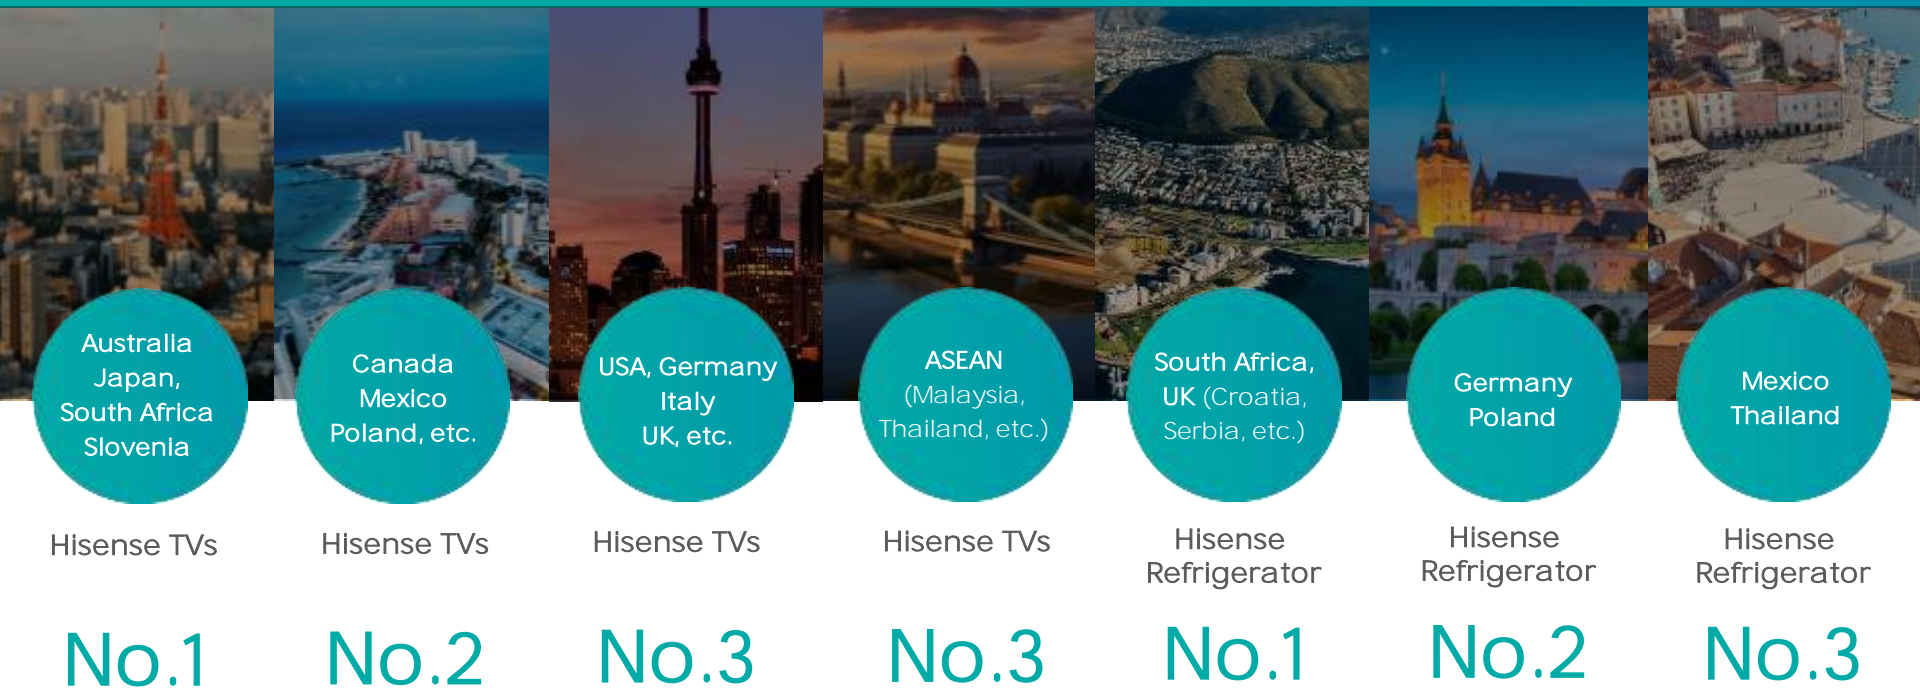 Australia
Japan,
South Africa
Slovenia
Hisense TVs
No.1
Canada
Mexico
Poland, etc.
Hisense TVs
No.2
USA, Germany
Italy
UK, etc.
Hisense TVs
No.3
ASEAN
(Malaysia,
Thailand, etc.)
Hisense TVs
No.3
South Africa,
UK (Croatia,
Serbia, etc.)
Hisense
Refrigerator
No.1
Germany
Poland
Hisense
Refrigerator
No.2
Mexico
Thailand
Hisense
Refrigerator
No.3